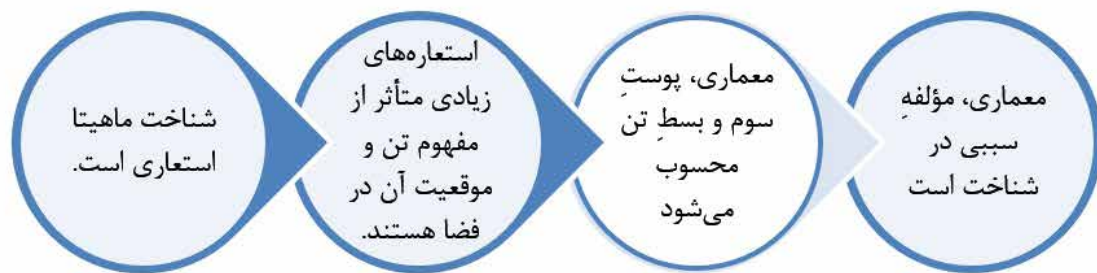 شناخت ماهیتا
استعاری است.
استعاره‌های
زیادی متأثر از
مفهوم تن و
موقعیت آن در
فضا هستند.
معماری، پوستِ
سوم و بسطِ تن
محسوب
می‌شود
معماری، مؤلفهِ
سببی در
شناخت است